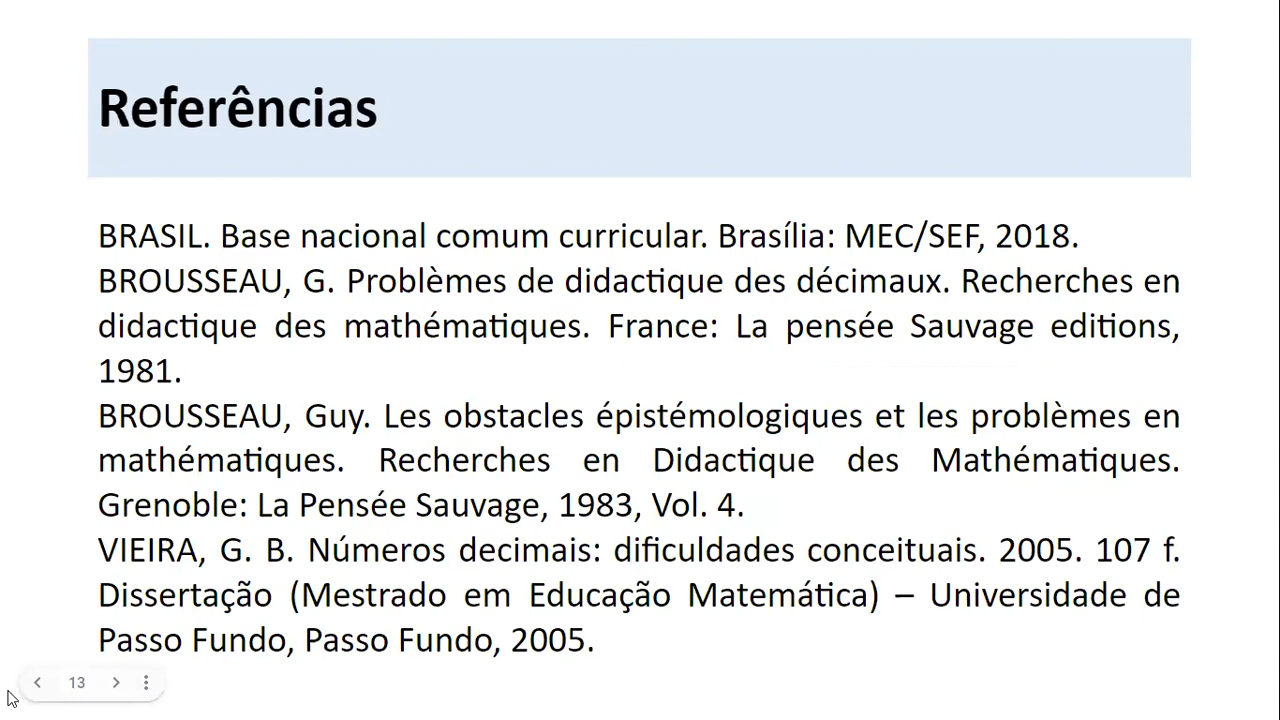 Referências
BRASIL. Base nacional comum curricular. Brasília: MEC/SEF, 2018.
BROUSSEAU, G. Problèmes de didactique des décimaux. Recherches en
didactique des mathématiques. France: La pensée Sauvage editions,
1981.
BROUSSEAU, Guy. Les obstacles épistémologiques et les problèmes en
mathématiques. Recherches en Didactique des Mathématiques.
Grenoble: La Pensée Sauvage, 1983, Vol. 4.
VIEIRA, G. B. Números decimais: dificuldades conceituais. 2005. 107 f.
Dissertação (Mestrado em Educação Matemática) – Universidade de
Passo Fundo, Passo Fundo, 2005.
13